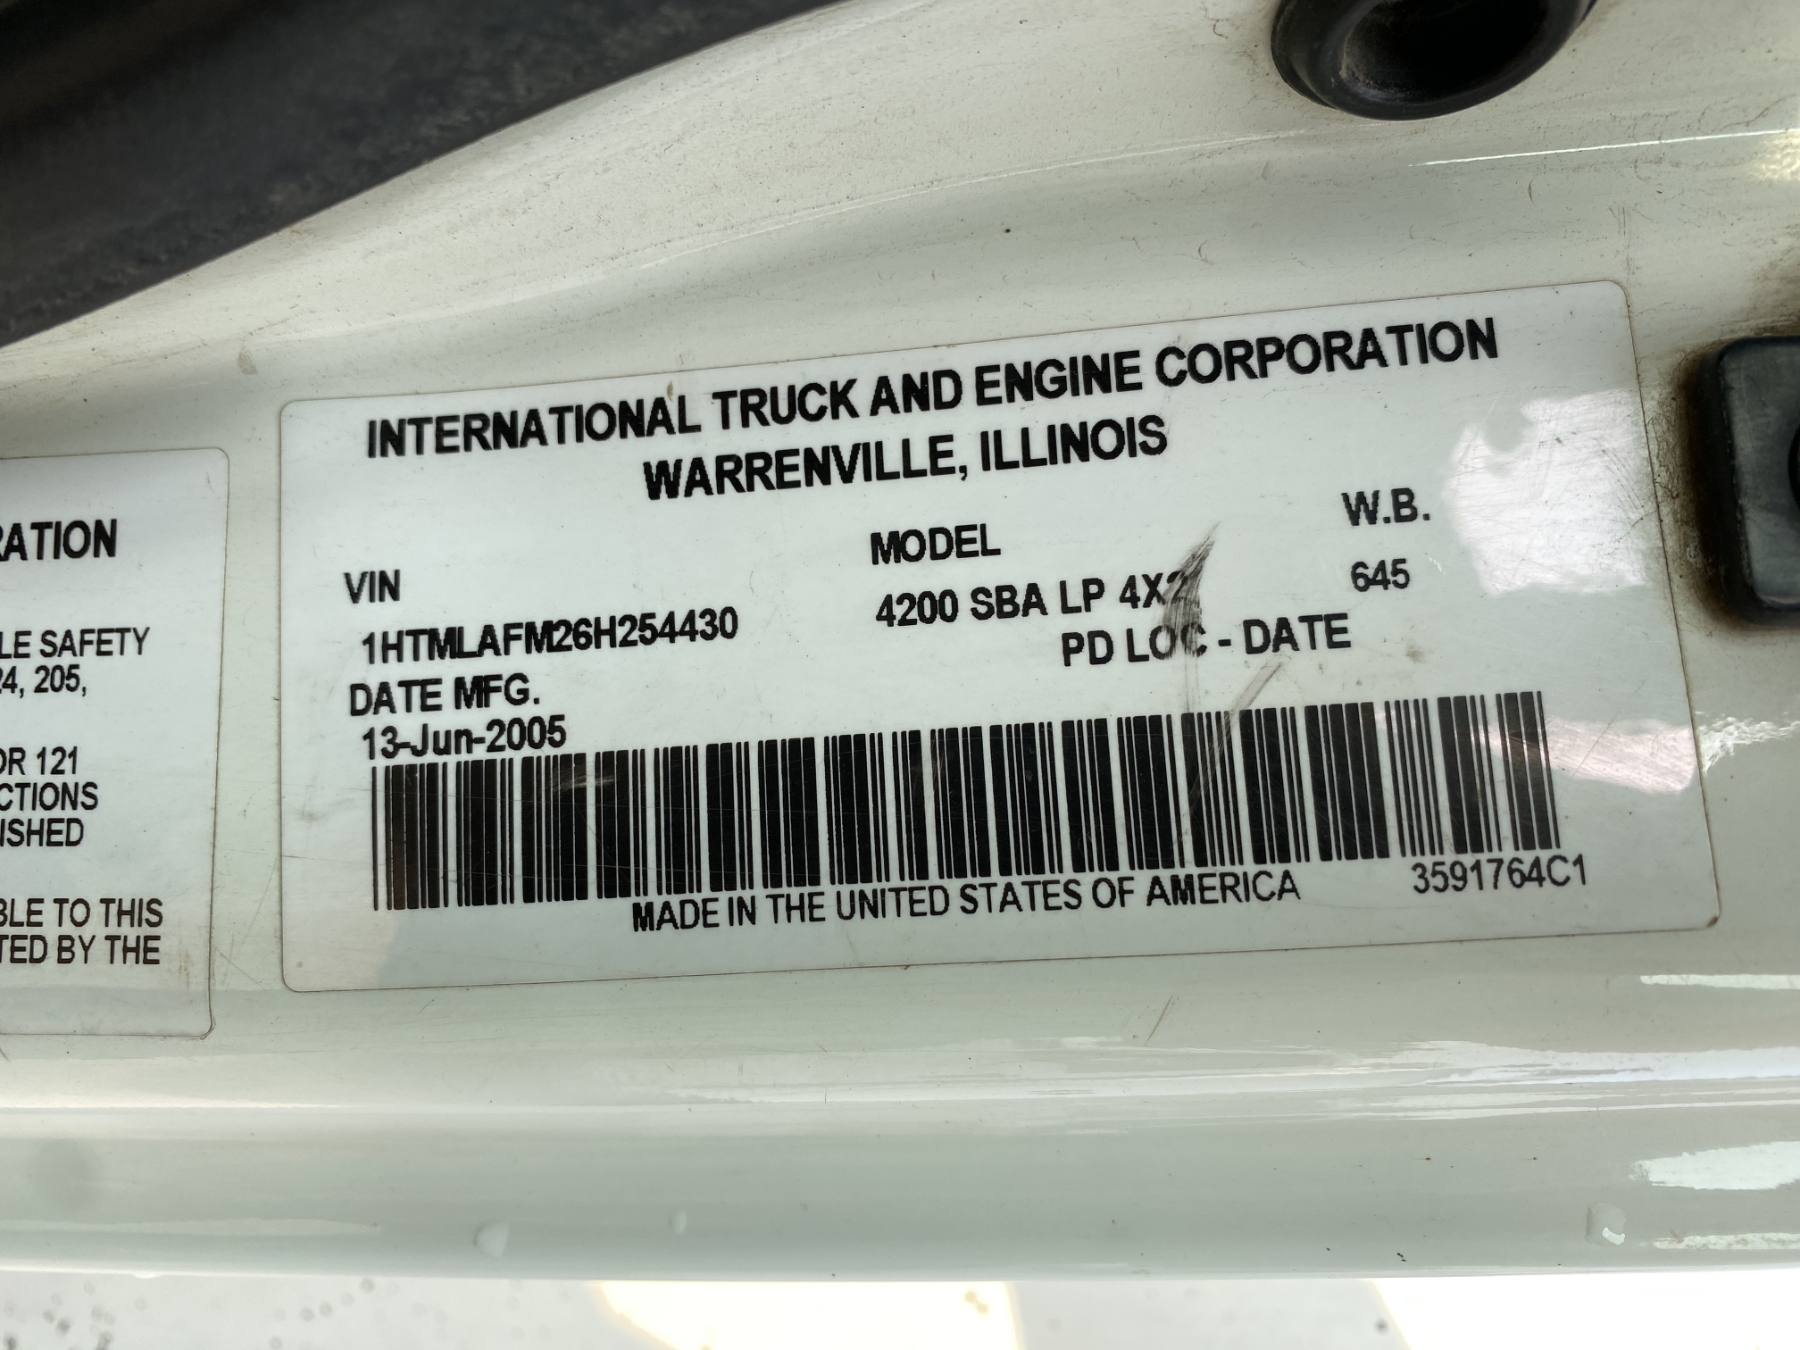 RATION
LE SAFETY
24, 205,
OR 121
CTIONS
ISHED
BLE TO THIS
TED BY THE
INTERNATIONAL TRUCK AND ENGINE CORPORATION
WARRENVILLE, ILLINOIS
VIN MODEL W.B.
1HTMLAFM26H254430 4200 SBA LP 4X2 645
DATE MFG. PD LOC - DATE
13-Jun-2005
MADE IN THE UNITED STATES OF AMERICA 3591764C1